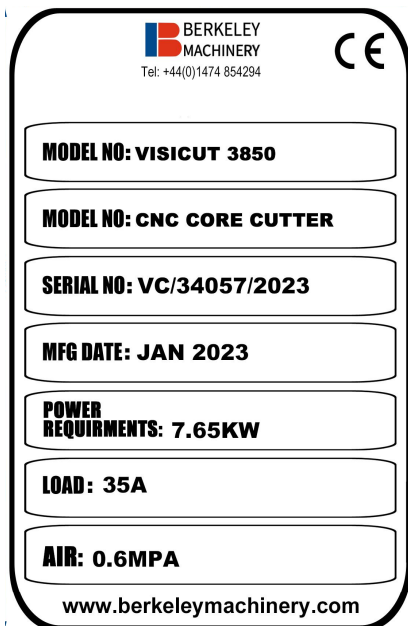 BERKELEY
MACHINERY
Tel: +44(0)1474 854294
CE
MODEL NO: VISICUT 3850
MODEL NO: CNC CORE CUTTER
SERIAL NO: VC/34057/2023
MFG DATE: JAN 2023
POWER
REQUIRMENTS: 7.65KW
LOAD: 35A
AIR: 0.6MPA
www.berkeleymachinery.com